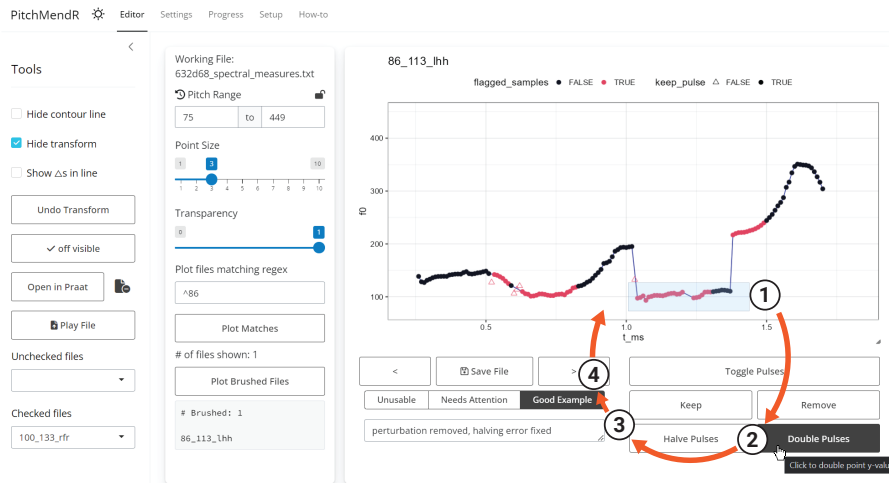 PitchMendR Editor Settings Progress Setup How-to
Tools
Hide contour line
Hide transform
Show △s in line
Undo Transform
✓ off visible
Open in Praat
Play File
Unchecked files
Checked files
100_133_rfr
Working File:
632d68_spectral_measures.txt
Pitch Range
75 to 449
Point Size
1 3 10
1 2 3 4 5 6 7 8 9 10
Transparency
0 1
Plot files matching regex
^86
Plot Matches
# of files shown: 1
Plot Brushed Files
# Brushed: 1
86_113_lhh
86_113_lhh
flagged_samples FALSE TRUE keep_pulse FALSE TRUE
f0
400
300
200
100
0.5 1.0 1.5
t_ms
1
< Save File >
4
Toggle Pulses
Unusable Needs Attention Good Example
Keep Remove
perturbation removed, halving error fixed
3
Halve Pulses
2
Double Pulses
Click to double point y-valu